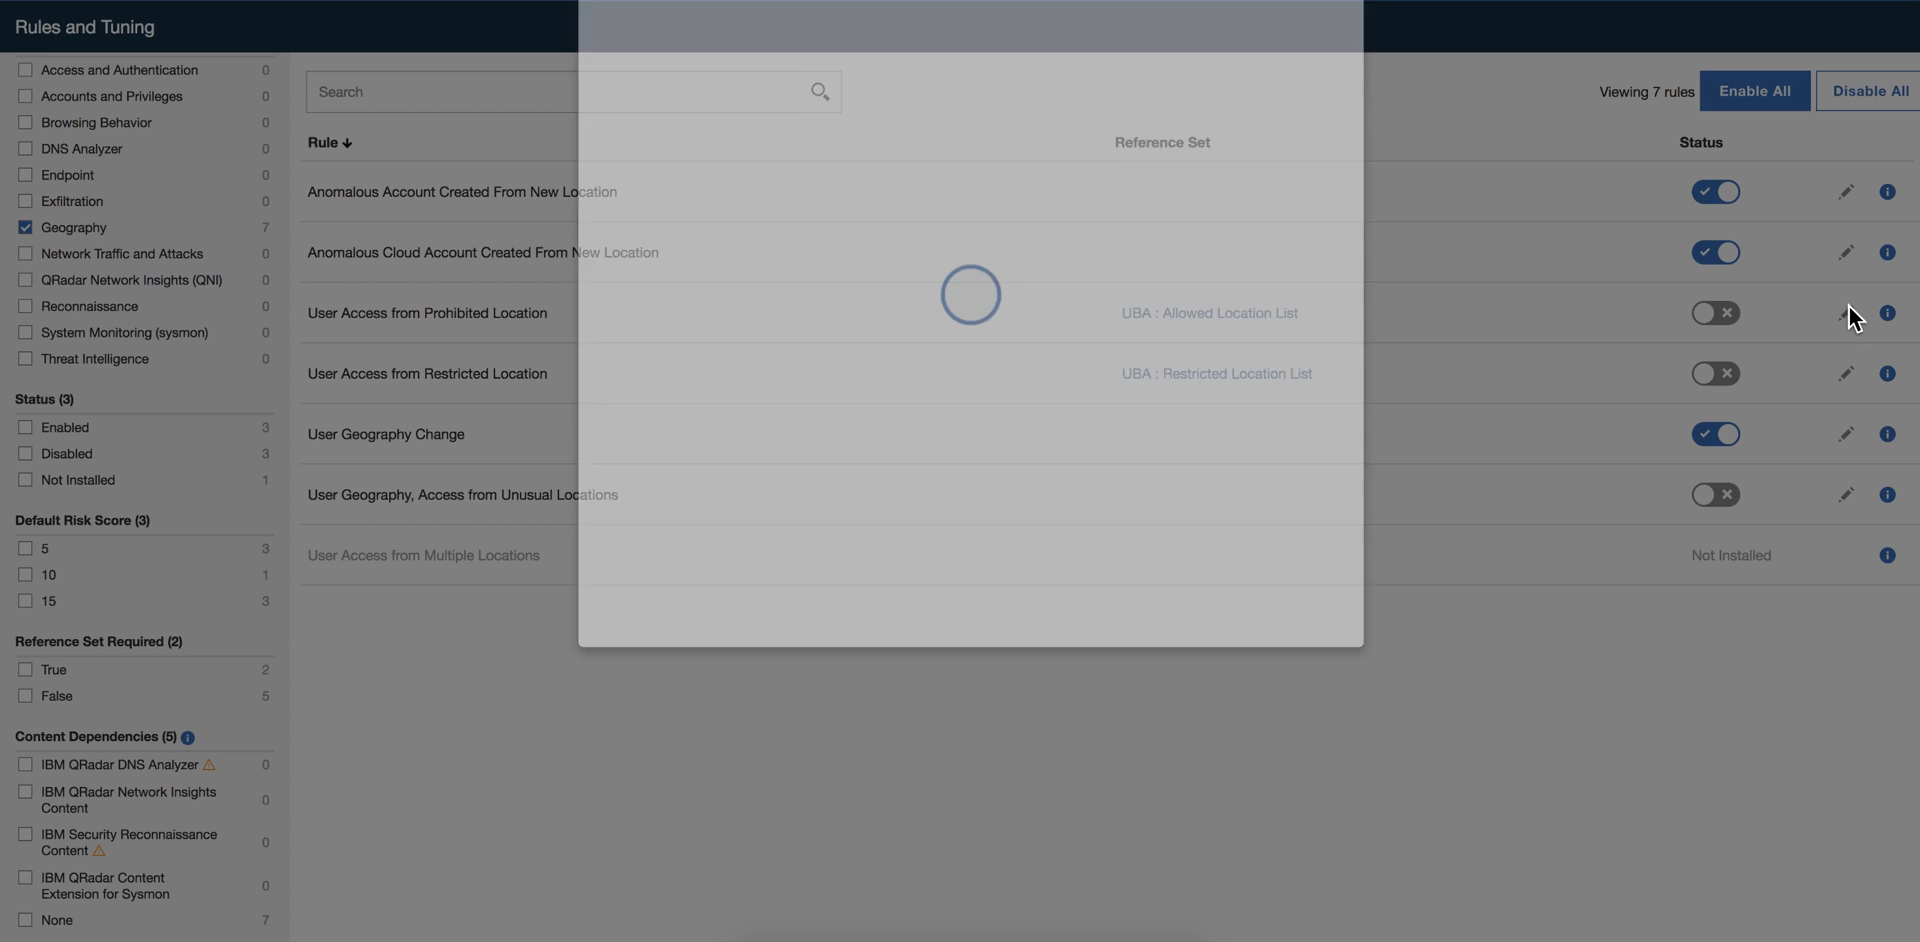 Rules and Tuning
Access and Authentication 0
Accounts and Privileges 0
Browsing Behavior 0
DNS Analyzer 0
Endpoint 0
Exfiltration 0
Geography 7
Network Traffic and Attacks 0
QRadar Network Insights (QNI) 0
Reconnaissance 0
System Monitoring (sysmon) 0
Threat Intelligence 0
Status (3)
Enabled 3
Disabled 3
Not Installed 1
Default Risk Score (3)
5 3
10 1
15 3
Reference Set Required (2)
True 2
False 5
Content Dependencies (5)
IBM QRadar DNS Analyzer 0
IBM QRadar Network Insights
Content 0
IBM Security Reconnaissance
Content 0
IBM QRadar Content
Extension for Sysmon 0
None 7
Search
Viewing 7 rules Enable All Disable All
Rule Reference Set Status
Anomalous Account Created From New Location
Anomalous Cloud Account Created From New Location
User Access from Prohibited Location UBA : Allowed Location List
User Access from Restricted Location UBA : Restricted Location List
User Geography Change
User Geography, Access from Unusual Locations
User Access from Multiple Locations Not Installed